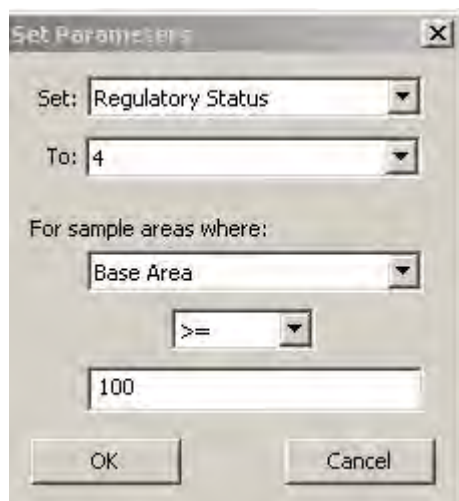 Set Parameters
Set: Regulatory Status
To: 4
For sample areas where:
Base Area
>=
100
OK Cancel